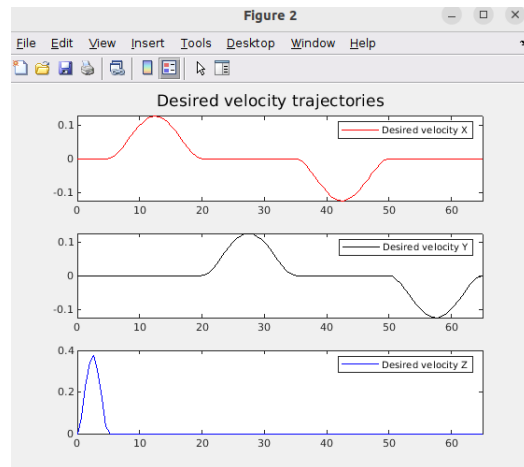 Figure 2
File Edit View Insert Tools Desktop Window Help
Desired velocity trajectories
0.1
0
-0.1
Desired velocity X
0 10 20 30 40 50 60
0.1
0
-0.1
Desired velocity Y
0 10 20 30 40 50 60
0.4
0.2
0
Desired velocity Z
0 10 20 30 40 50 60